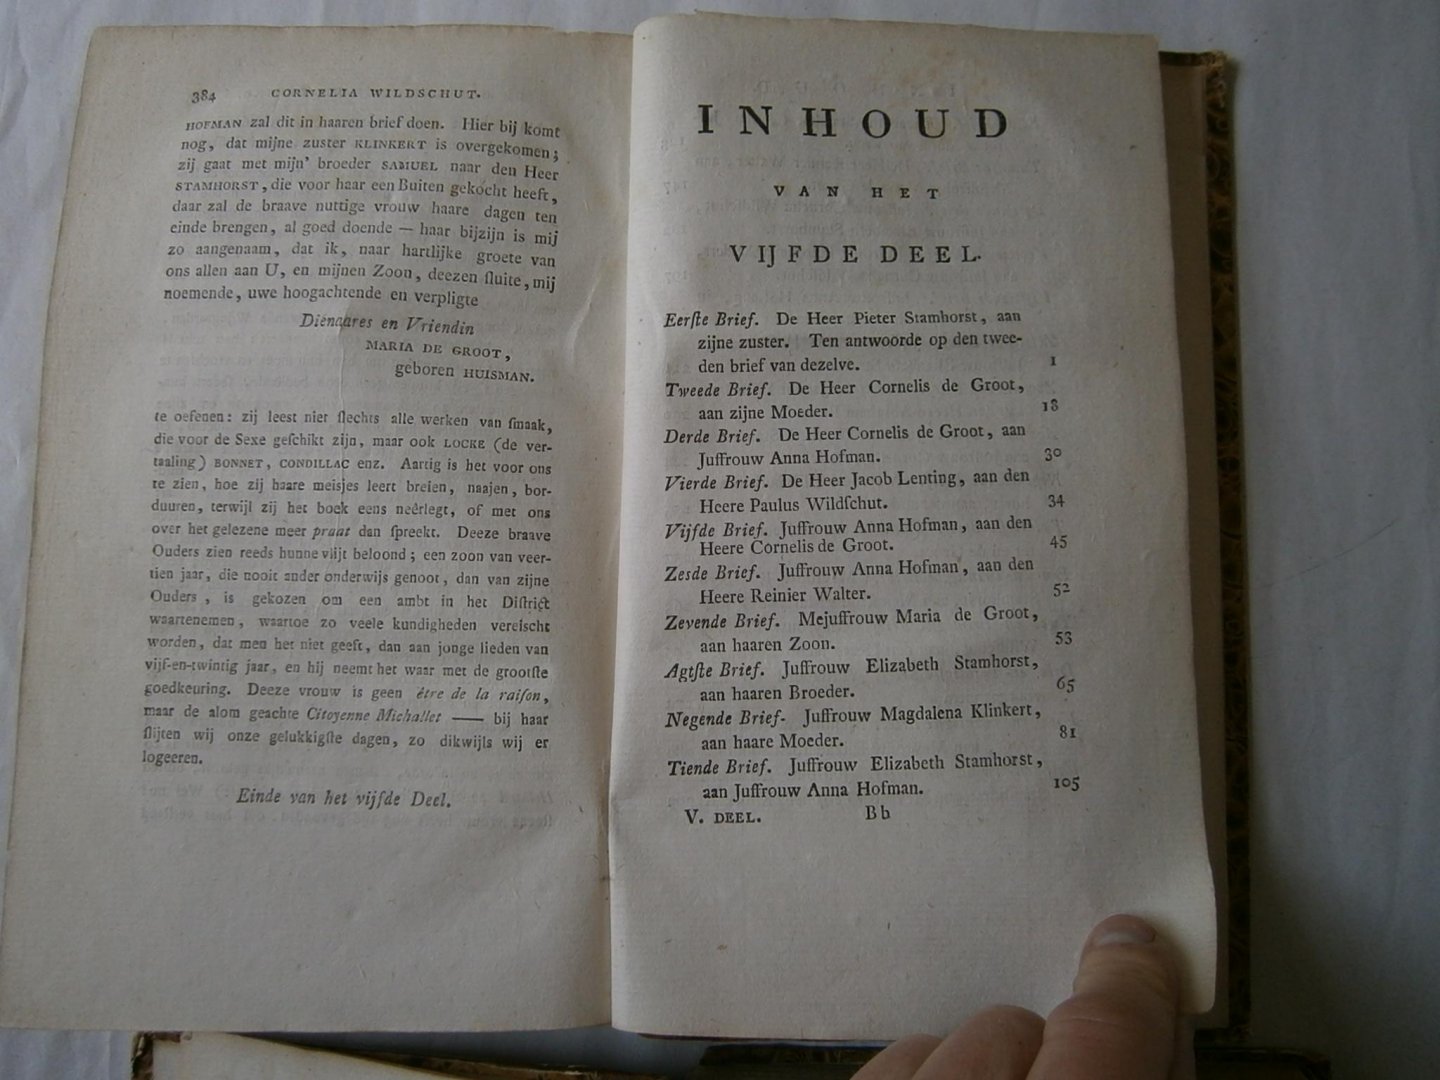 384 CORNELIA WILDSCHUT.
HOFMAN zal dit in haaren brief doen. Hier bij komt
nog, dat mijne zuster KLINKERT is overgekomen;
zij gaat met mijn' broeder SAMUEL naar den Heer
STAMHORST, die voor haar een Buiten gekocht heeft,
daar zal de braave nuttige vrouw haare dagen ten
einde brengen, al goed doende — haar bijzijn is mij
zo aangenaam, dat ik, naar hartlijke groete van
ons allen aan U, en mijnen Zoon, deezen ſluite, mij
noemende, uwe hoogachtende en verpligte
Dienaares en Vriendin
MARIA DE GROOT,
geboren HUISMAN.
te oefenen: zij leest niet ſlechts alle werken van ſmaak,
die voor de Sexe geſchikt zijn, maar ook LOCKE (de ver-
taaling) BONNET, CONDILLAC enz. Aartig is het voor ons
te zien, hoe zij haare meisjes leert breien, naajen, bor-
duuren, terwijl zij het boek eens neêrlegt, of met ons
over het gelezene meer praat dan ſpreekt. Deeze braave
Ouders zien reeds hunne vlijt beloond; een zoon van veer-
tien jaar, die nooit ander onderwijs genoot, dan van zijne
Ouders, is gekozen om een ambt in het Diſtrict
waartenemen, waartoe zo veele kundigheden vereischt
worden, dat men het niet geeft, dan aan jonge lieden van
vijf-en-twintig jaar, en hij neemt het waar met de grootſte
goedkeuring. Deeze vrouw is geen être de la raiſon,
maar de alom geachte Citoyenne Michallet —— bij haar
ſlijten wij onze gelukkigſte dagen, zo dikwijls wij er
logeeren.
Einde van het vijfde Deel.
INHOUD
VAN HET
VIJFDE DEEL.
Eerſte Brief. De Heer Pieter Stamhorst, aan
zijne zuster. Ten antwoorde op den twee-
den brief van dezelve. 1
Tweede Brief. De Heer Cornelis de Groot,
aan zijne Moeder. 18
Derde Brief. De Heer Cornelis de Groot, aan
Juffrouw Anna Hofman. 30
Vierde Brief. De Heer Jacob Lenting, aan den
Heere Paulus Wildſchut. 34
Vijfde Brief. Juffrouw Anna Hofman, aan den
Heere Cornelis de Groot. 45
Zesde Brief. Juffrouw Anna Hofman, aan den
Heere Reinier Walter. 52
Zevende Brief. Mejuffrouw Maria de Groot,
aan haaren Zoon. 53
Agtſte Brief. Juffrouw Elizabeth Stamhorst,
aan haaren Broeder. 65
Negende Brief. Juffrouw Magdalena Klinkert,
aan haare Moeder. 81
Tiende Brief. Juffrouw Elizabeth Stamhorst,
aan Juffrouw Anna Hofman. 105
V. DEEL. Bb